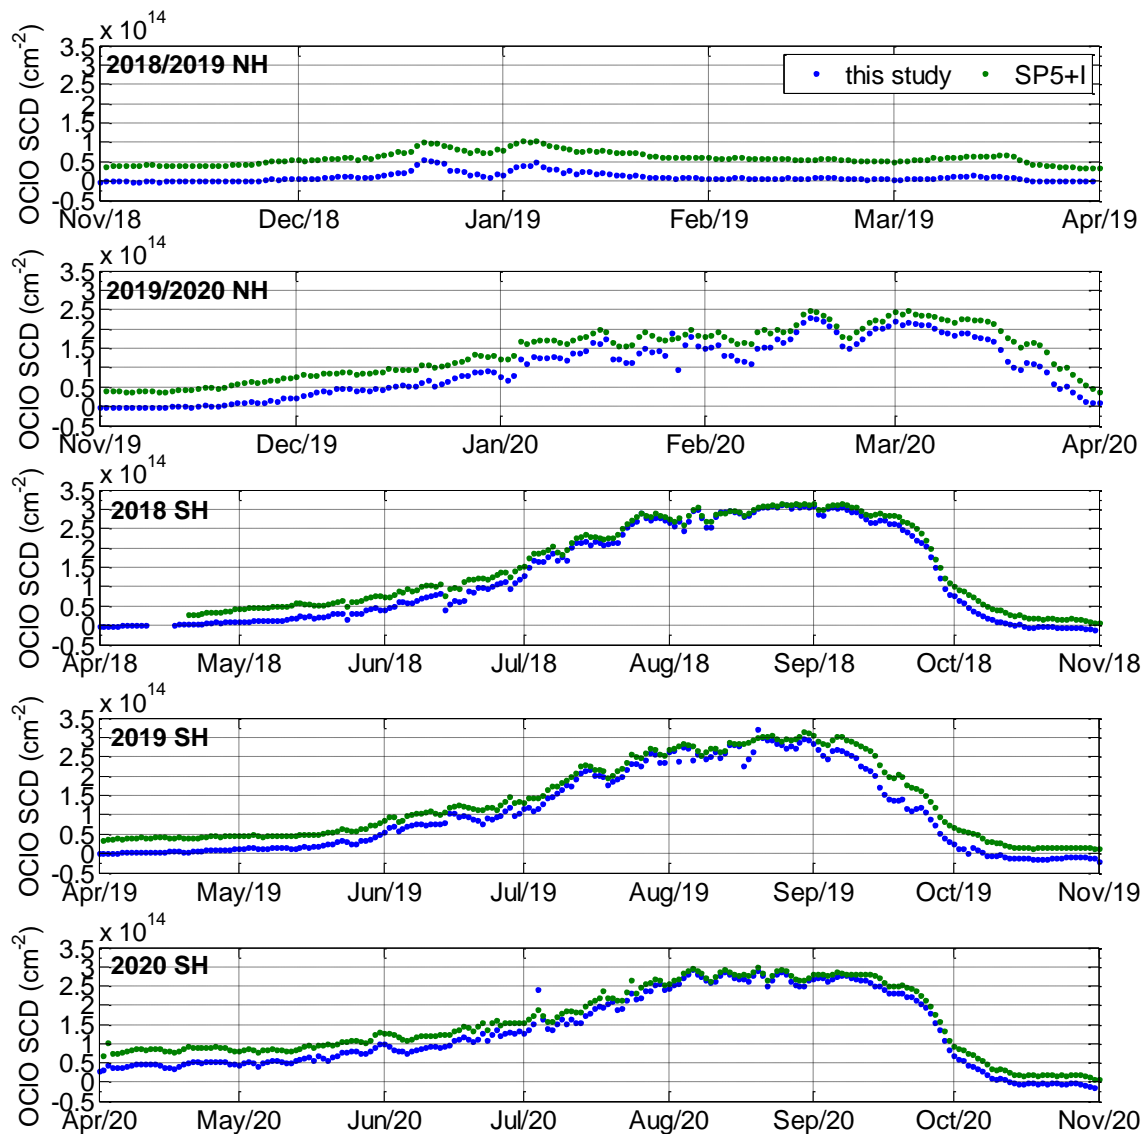 x 10^14
OClO SCD (cm^-2)
3.5
3
2.5
2
1.5
1
0.5
0
-0.5
2018/2019 NH
this study
SP5+I
Nov/18 Dec/18 Jan/19 Feb/19 Mar/19 Apr/19
x 10^14
OClO SCD (cm^-2)
3.5
3
2.5
2
1.5
1
0.5
0
-0.5
2019/2020 NH
Nov/19 Dec/19 Jan/20 Feb/20 Mar/20 Apr/20
x 10^14
OClO SCD (cm^-2)
3.5
3
2.5
2
1.5
1
0.5
0
-0.5
2018 SH
Apr/18 May/18 Jun/18 Jul/18 Aug/18 Sep/18 Oct/18 Nov/18
x 10^14
OClO SCD (cm^-2)
3.5
3
2.5
2
1.5
1
0.5
0
-0.5
2019 SH
Apr/19 May/19 Jun/19 Jul/19 Aug/19 Sep/19 Oct/19 Nov/19
x 10^14
OClO SCD (cm^-2)
3.5
3
2.5
2
1.5
1
0.5
0
-0.5
2020 SH
Apr/20 May/20 Jun/20 Jul/20 Aug/20 Sep/20 Oct/20 Nov/20